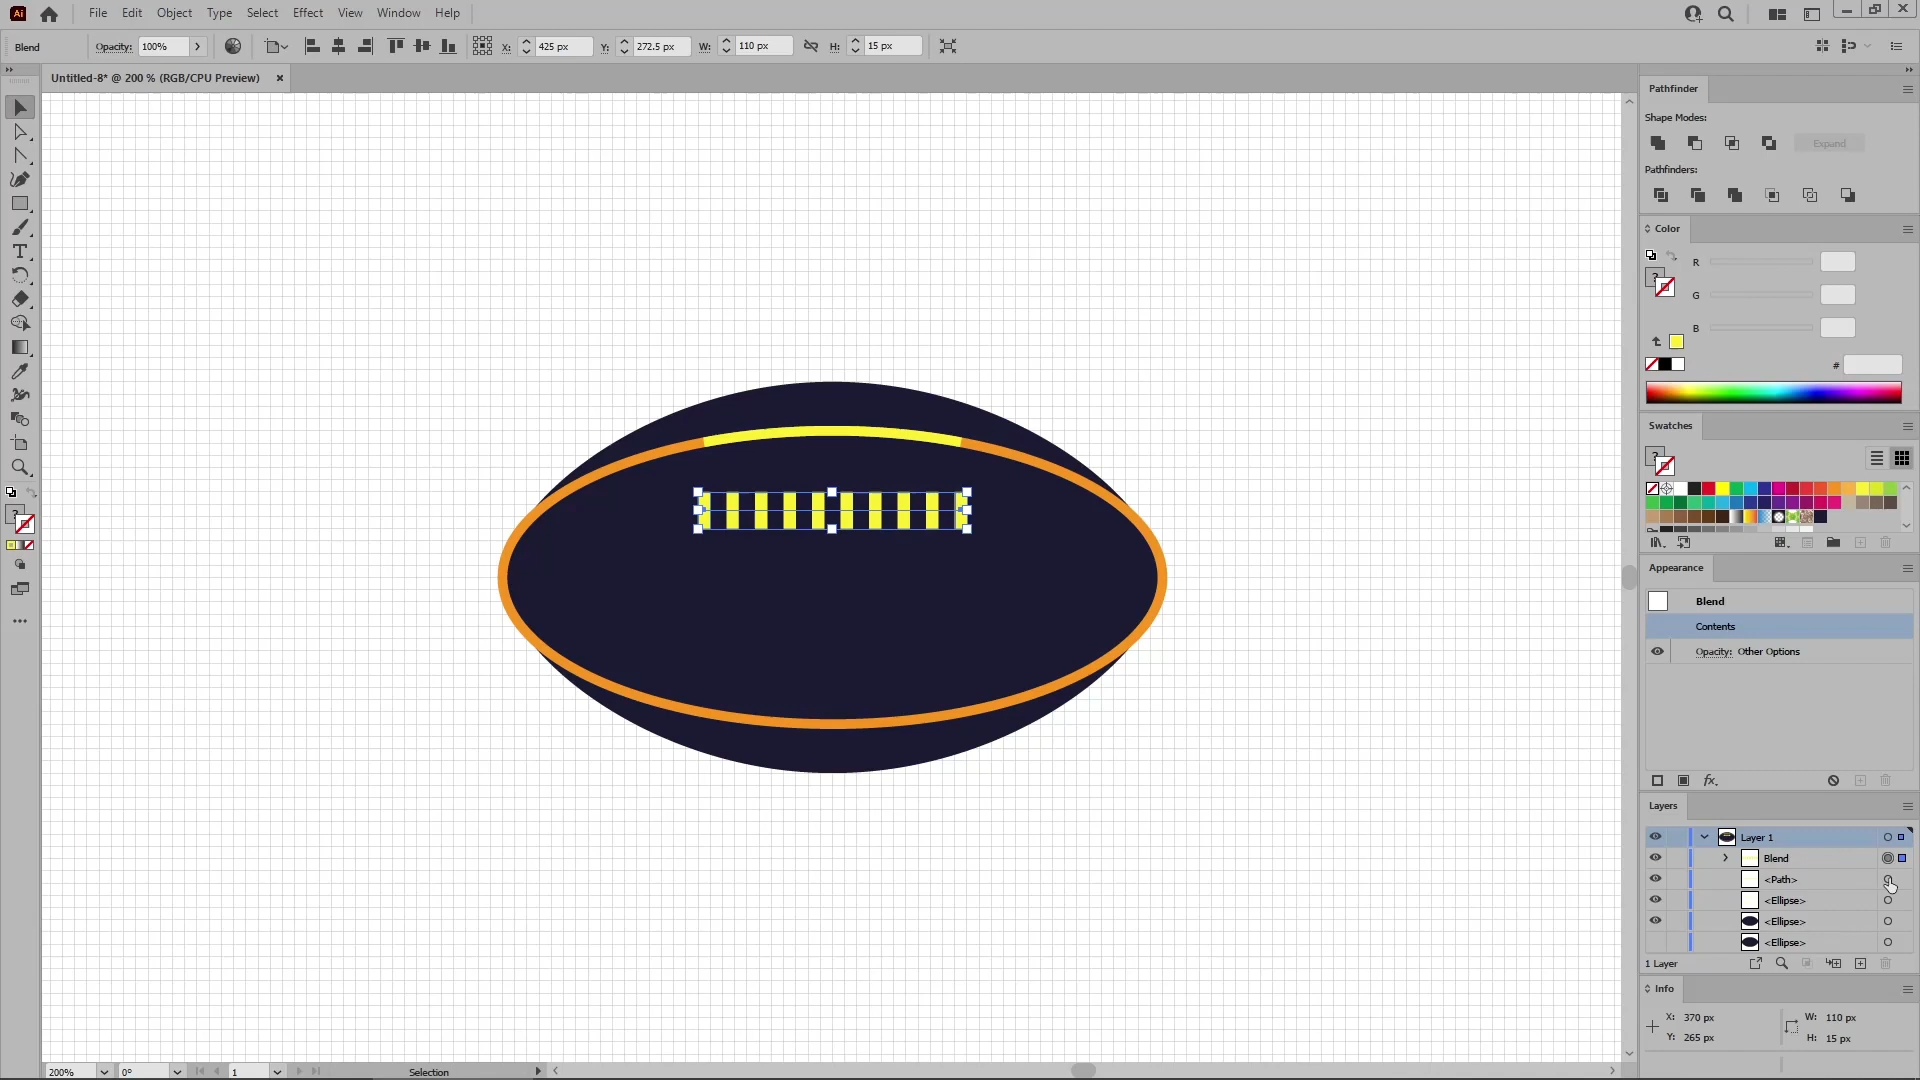 Ai File Edit Object Type Select Effect View Window Help
Blend Opacity: 100% X: 425 px Y: 272.5 px W: 110 px H: 15 px
Untitled-8* @ 200 % (RGB/CPU Preview) ×
Pathfinder
Shape Modes:
Expand
Pathfinders:
Color
R
G
B
#
Swatches
Appearance
Blend
Contents
Opacity: Other Options
fx
Layers
Layer 1
Blend
<Path>
<Ellipse>
<Ellipse>
<Ellipse>
1 Layer
Info
X: 370 px W: 110 px
Y: 265 px H: 15 px
200% 0° 1 Selection